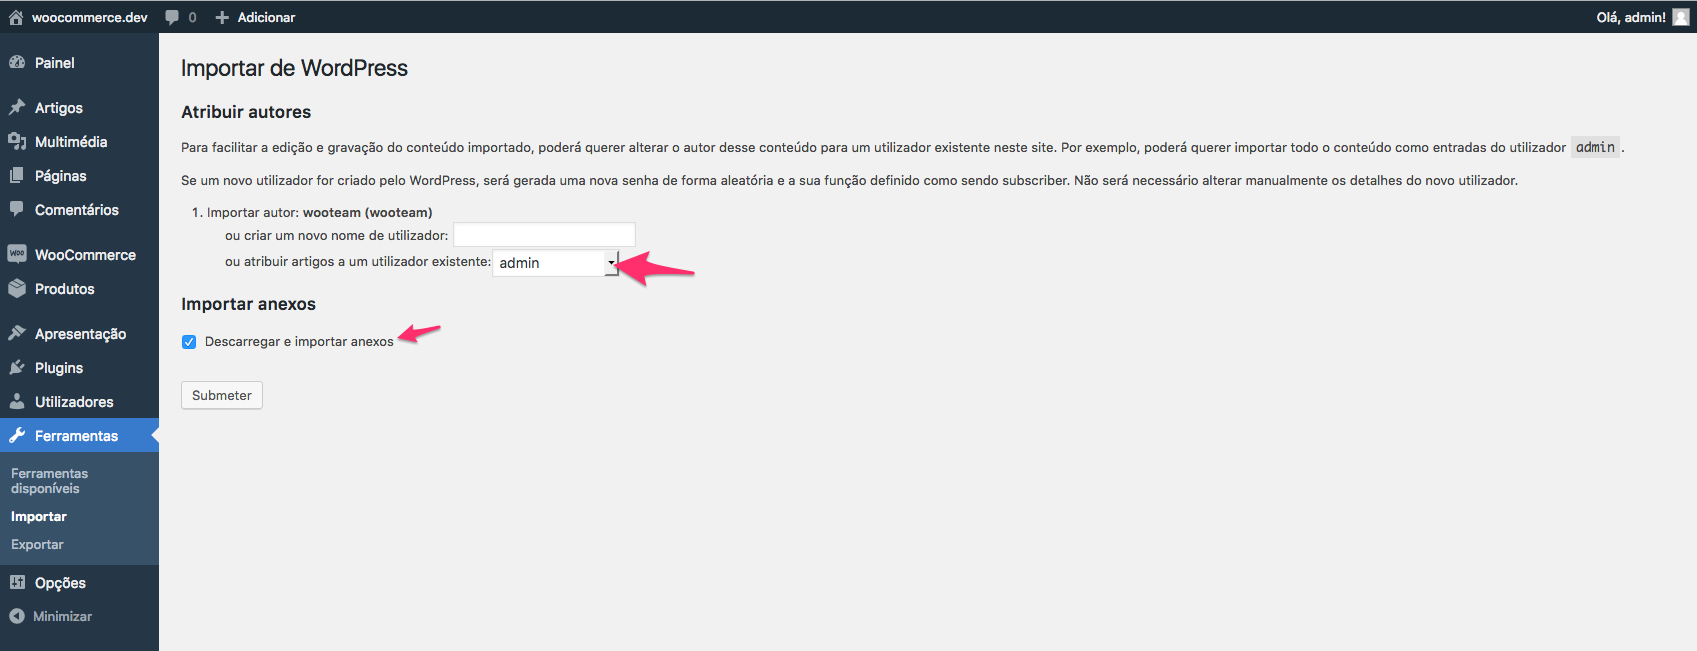 woocommerce.dev 0 Adicionar Olá, admin!
Painel
Artigos
Multimédia
Páginas
Comentários
WooCommerce
Produtos
Apresentação
Plugins
Utilizadores
Ferramentas
Ferramentas
disponíveis
Importar
Exportar
Opções
Minimizar
Importar de WordPress
Atribuir autores
Para facilitar a edição e gravação do conteúdo importado, poderá querer alterar o autor desse conteúdo para um utilizador existente neste site. Por exemplo, poderá querer importar todo o conteúdo como entradas do utilizador admin .
Se um novo utilizador for criado pelo WordPress, será gerada uma nova senha de forma aleatória e a sua função definido como sendo subscriber. Não será necessário alterar manualmente os detalhes do novo utilizador.
1. Importar autor: wooteam (wooteam)
ou criar um novo nome de utilizador:
ou atribuir artigos a um utilizador existente: admin
Importar anexos
Descarregar e importar anexos
Submeter